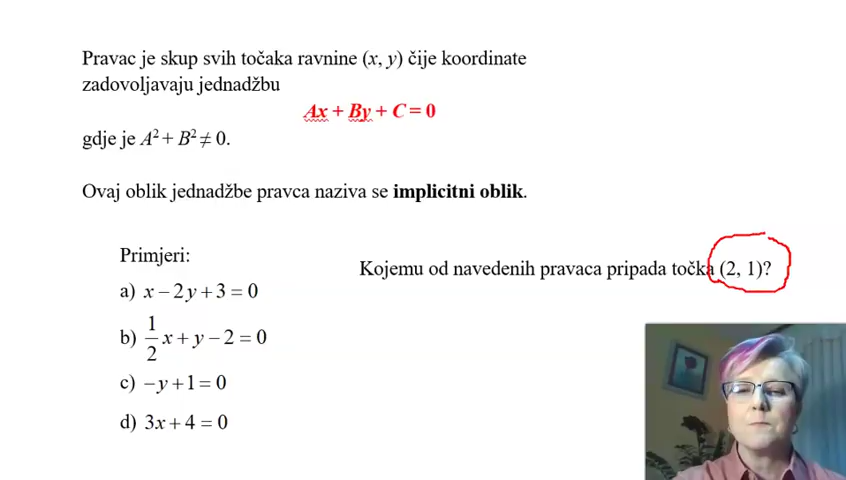 Pravac je skup svih točaka ravnine (x, y) čije koordinate
zadovoljavaju jednadžbu
Ax + By + C = 0
gdje je A² + B² ≠ 0.
Ovaj oblik jednadžbe pravca naziva se implicitni oblik.
Primjeri:
Kojemu od navedenih pravaca pripada točka (2, 1)?
a) x − 2y + 3 = 0
b) 1/2 x + y − 2 = 0
c) −y + 1 = 0
d) 3x + 4 = 0